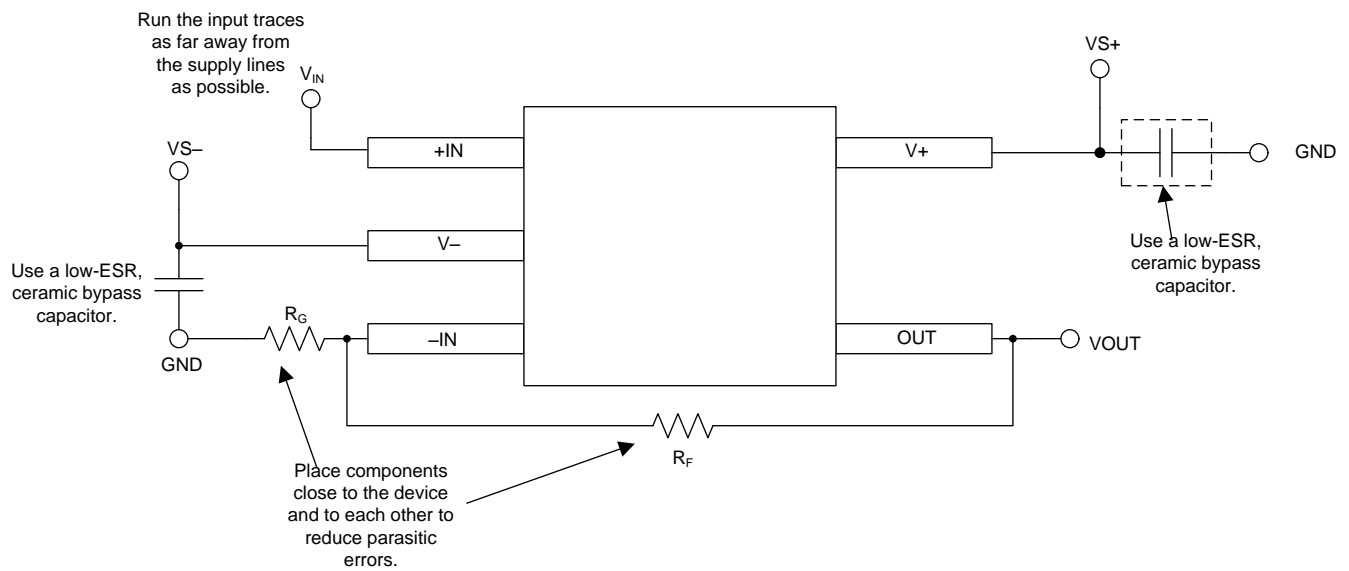 Run the input traces
as far away from
the supply lines
as possible.
VIN
VS+
VS–
+IN
V+
GND
V–
Use a low-ESR,
ceramic bypass
capacitor.
Use a low-ESR,
ceramic bypass
capacitor.
RG
–IN
OUT
VOUT
GND
RF
Place components
close to the device
and to each other to
reduce parasitic
errors.